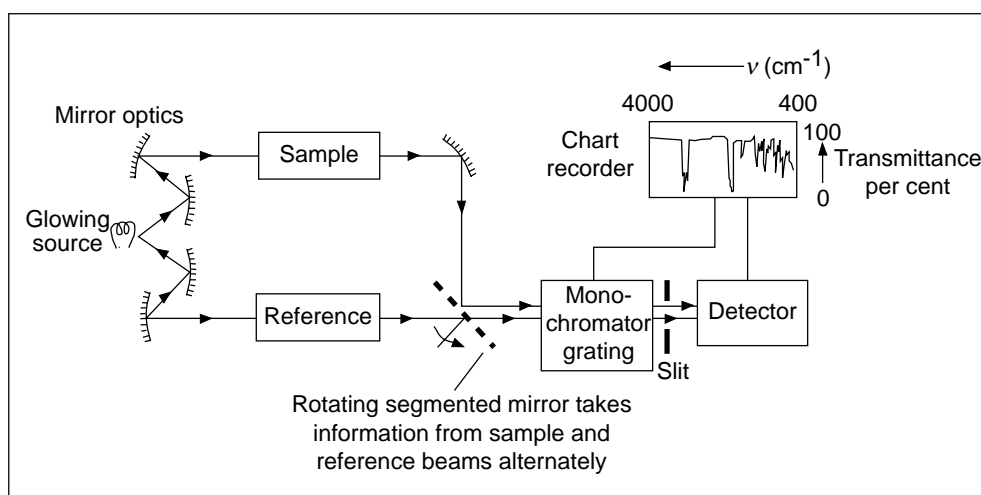 ν (cm⁻¹)
4000
400
Mirror optics
Sample
Chart
recorder
100
0
Transmittance
per cent
Glowing
source
Reference
Mono-
chromator
grating
Slit
Detector
Rotating segmented mirror takes
information from sample and
reference beams alternately